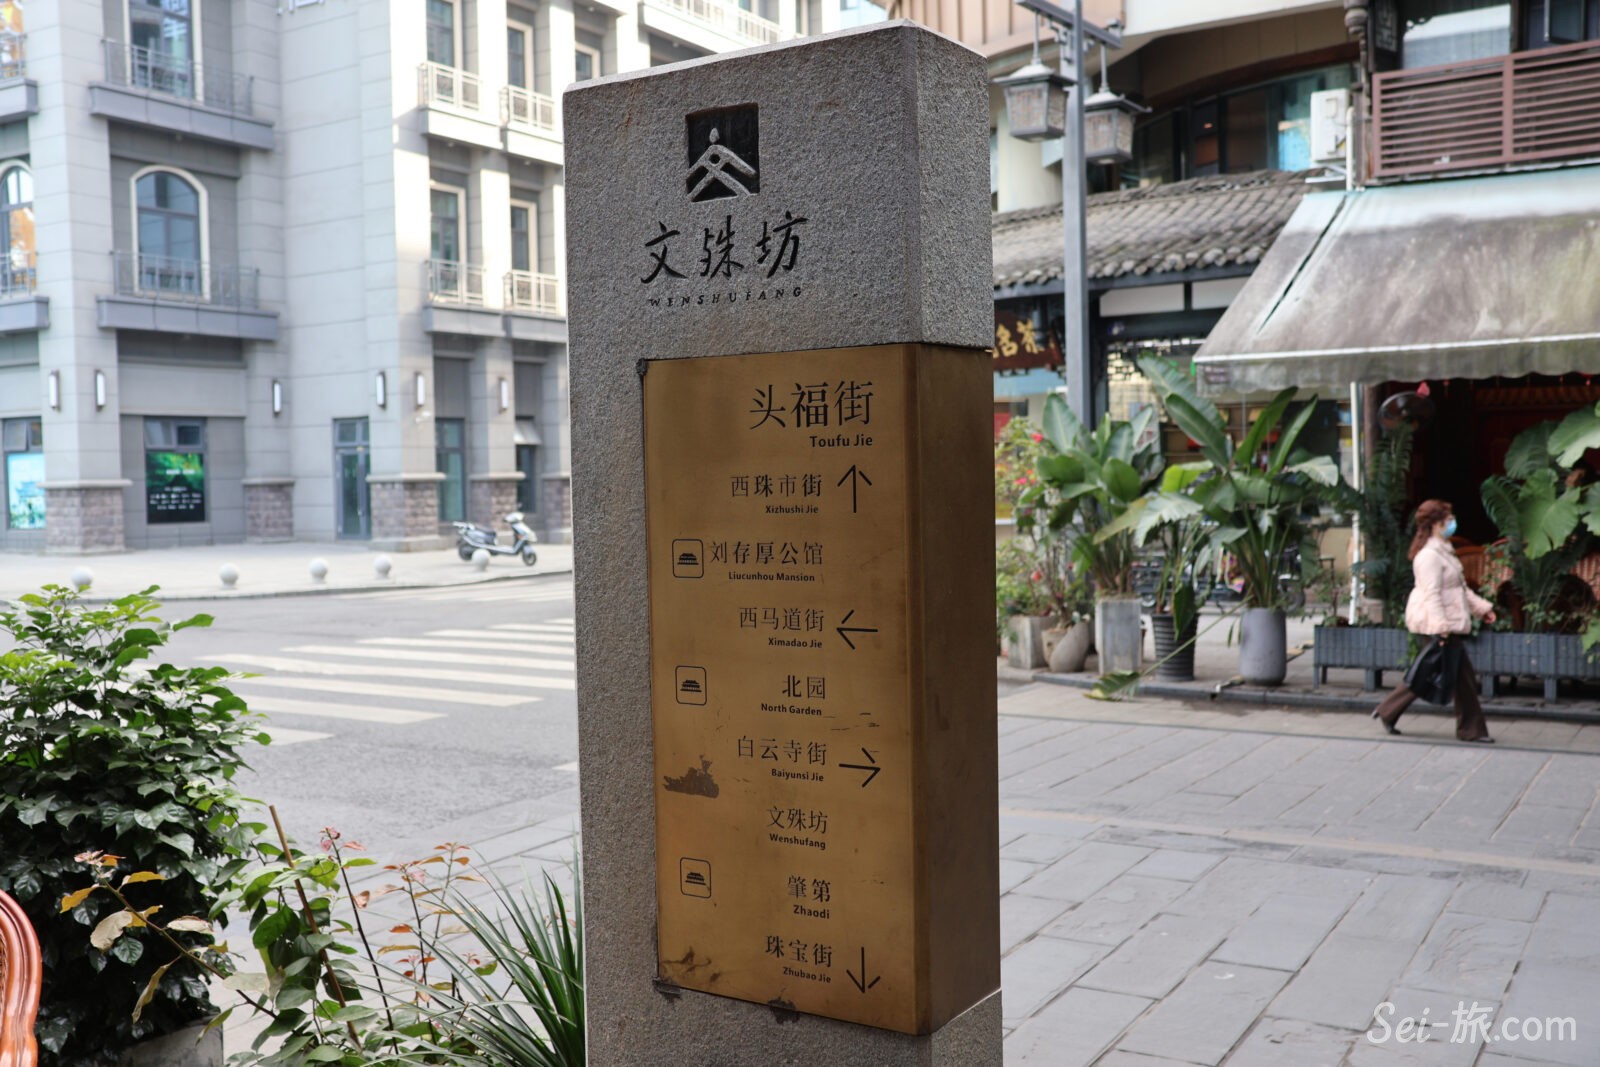 文殊坊
WENSHUFANG
头福街
Toufu Jie
西珠市街
Xizhushi Jie
刘存厚公馆
Liucunhou Mansion
西马道街
Ximadao Jie
北园
North Garden
白云寺街
Baiyunsi Jie
文殊坊
Wenshufang
肇第
Zhaodi
珠宝街
Zhubao Jie
Sei-旅.com